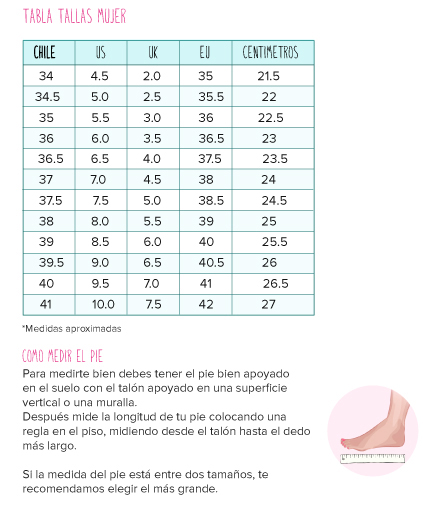 TABLA TALLAS MUJER
CHILE US UK EU CENTIMETROS
34 4.5 2.0 35 21.5
34.5 5.0 2.5 35.5 22
35 5.5 3.0 36 22.5
36 6.0 3.5 36.5 23
36.5 6.5 4.0 37.5 23.5
37 7.0 4.5 38 24
37.5 7.5 5.0 38.5 24.5
38 8.0 5.5 39 25
39 8.5 6.0 40 25.5
39.5 9.0 6.5 40.5 26
40 9.5 7.0 41 26.5
41 10.0 7.5 42 27
*Medidas aproximadas
COMO MEDIR EL PIE
Para medirte bien debes tener el pie bien apoyado
en el suelo con el talón apoyado en una superficie
vertical o una muralla.
Después mide la longitud de tu pie colocando una
regla en el piso, midiendo desde el talón hasta el dedo
más largo.
Si la medida del pie está entre dos tamaños, te
recomendamos elegir el más grande.